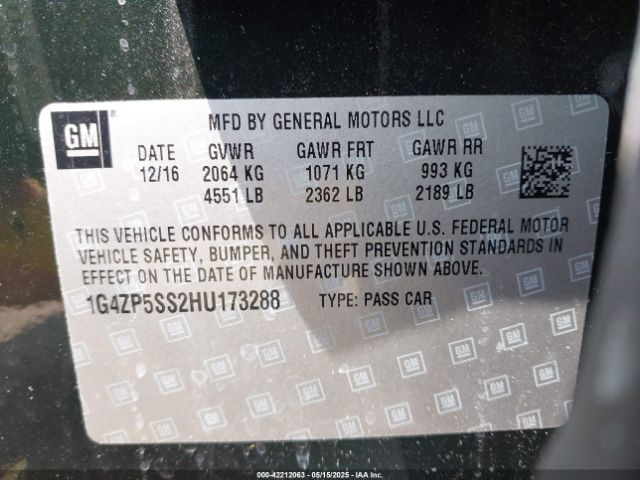 GM
MFD BY GENERAL MOTORS LLC
DATE GVWR GAWR FRT GAWR RR
12/16 2064 KG 1071 KG 993 KG
4551 LB 2362 LB 2189 LB
THIS VEHICLE CONFORMS TO ALL APPLICABLE U.S. FEDERAL MOTOR
VEHICLE SAFETY, BUMPER, AND THEFT PREVENTION STANDARDS IN
EFFECT ON THE DATE OF MANUFACTURE SHOWN ABOVE.
1G4ZP5SS2HU173288 TYPE: PASS CAR
000-42212063 - 05/15/2025 - IAAI.COM